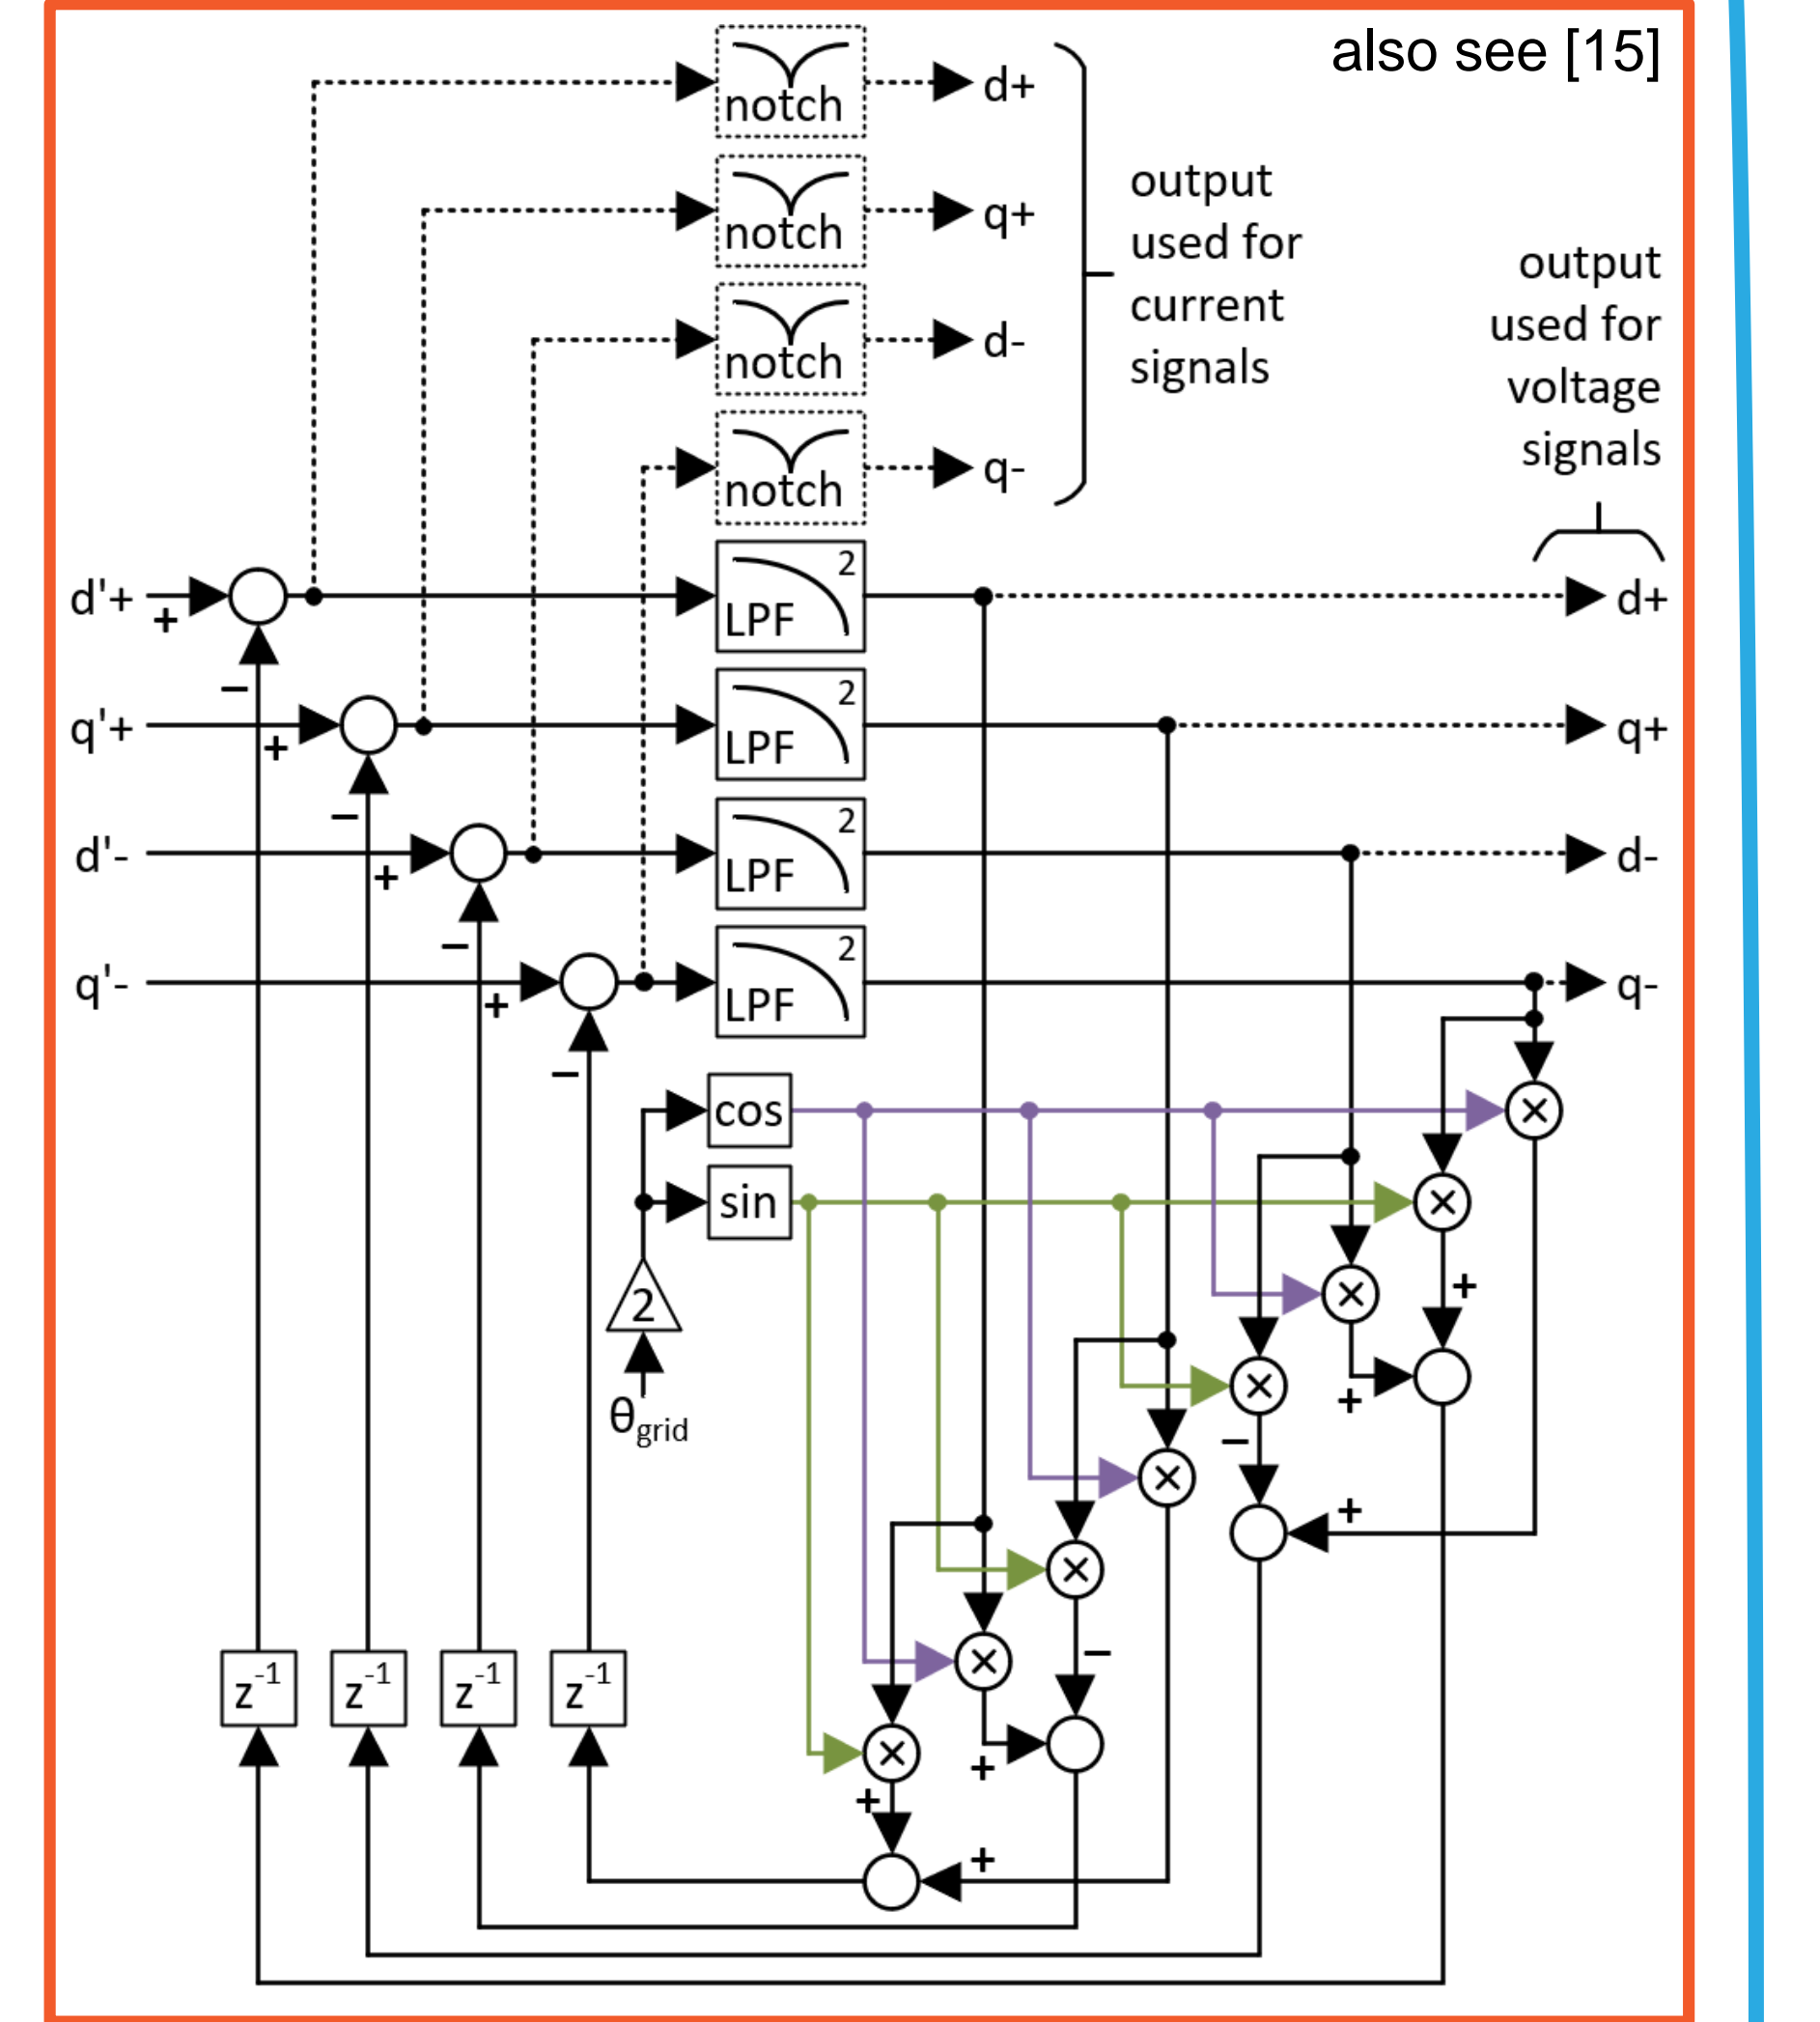 also see [15]
notch
d+
notch
q+
notch
d-
notch
q-
output
used for
current
signals
output
used for
voltage
signals
d'+
+
−
2
LPF
d+
q'+
+
−
2
LPF
q+
d'-
+
−
2
LPF
d-
q'-
+
−
2
LPF
q-
cos
×
sin
×
2
θgrid
×
+
×
+
−
×
+
×
−
×
+
z-1
z-1
z-1
z-1
×
+
+